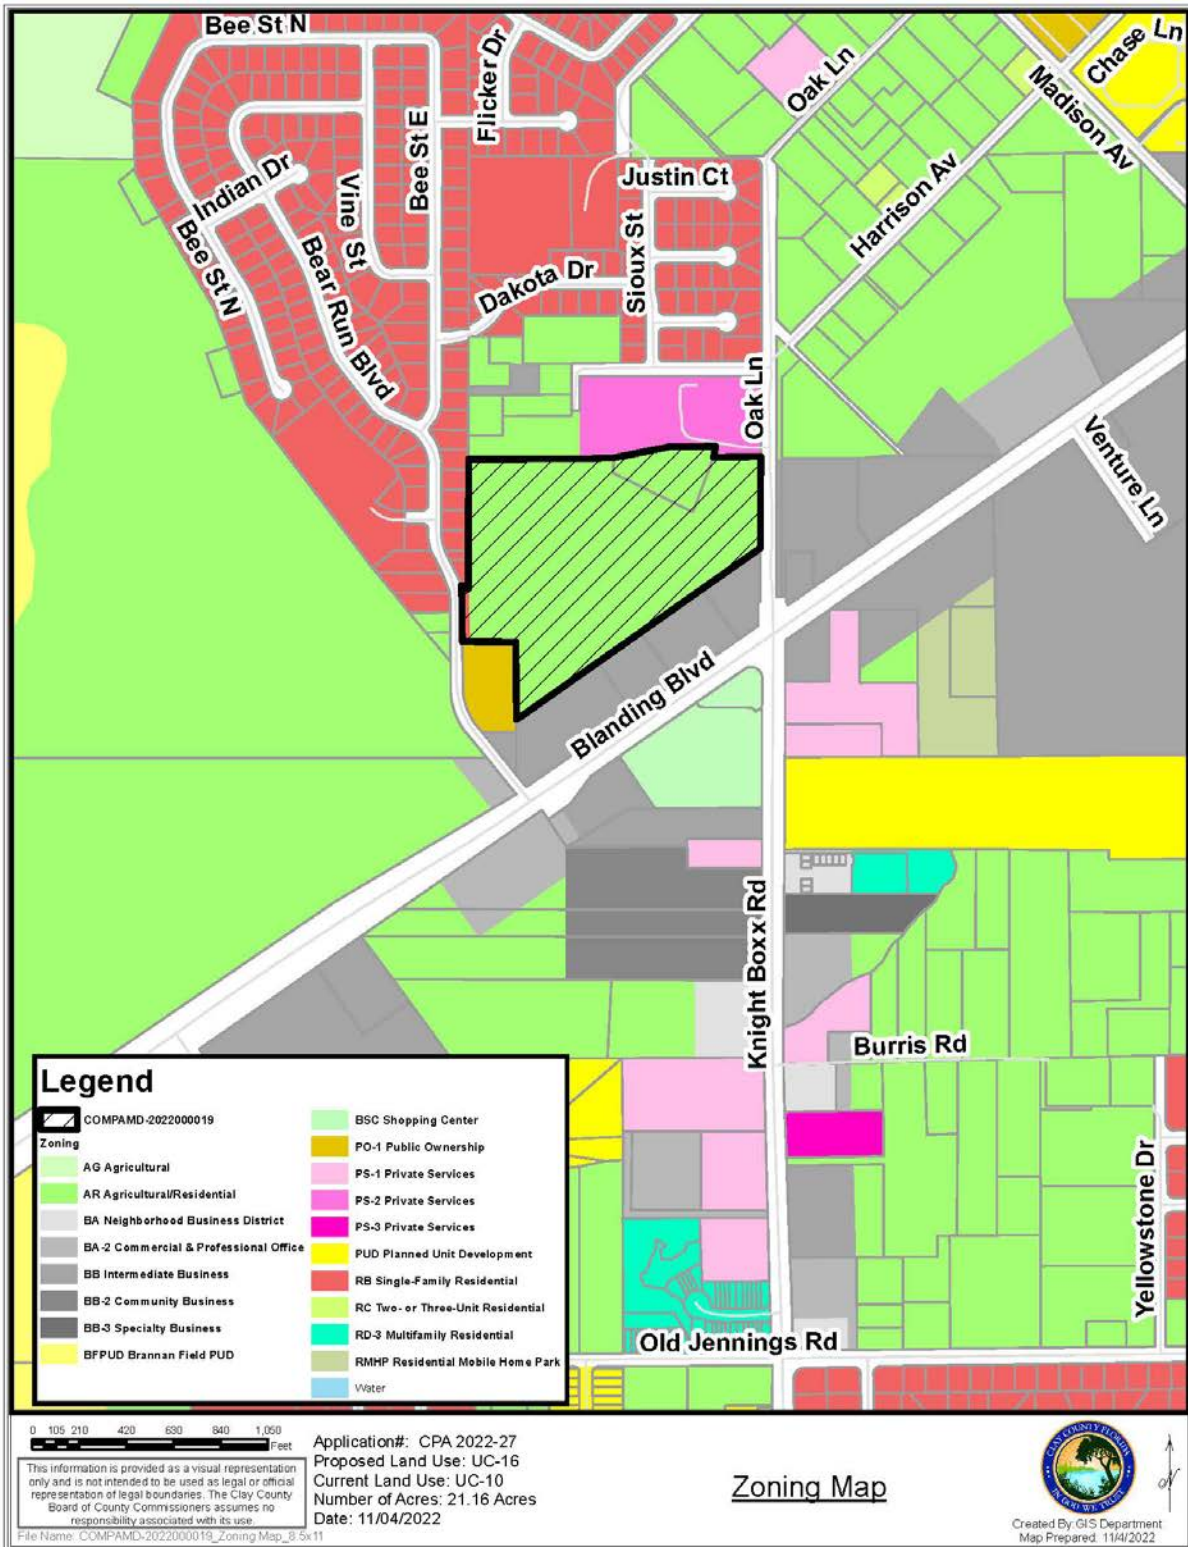 Bee St N
Flicker Dr
Oak Ln
Chase Ln
Madison Av
Indian Dr
Vine St
Bee St E
Justin Ct
Harrison Av
Bee St N
Bear Run Blvd
Dakota Dr
Sioux St
Oak Ln
Venture Ln
Blanding Blvd
Knight Boxx Rd
Burris Rd
Yellowstone Dr
Old Jennings Rd
Legend
COMPAMD-2022000019
Zoning
AG Agricultural
AR Agricultural/Residential
BA Neighborhood Business District
BA-2 Commercial & Professional Office
BB Intermediate Business
BB-2 Community Business
BB-3 Specialty Business
BFPUD Brannan Field PUD
BSC Shopping Center
PO-1 Public Ownership
PS-1 Private Services
PS-2 Private Services
PS-3 Private Services
PUD Planned Unit Development
RB Single-Family Residential
RC Two- or Three-Unit Residential
RD-3 Multifamily Residential
RMHP Residential Mobile Home Park
Water
0 105 210 420 630 840 1,050
Feet
This information is provided as a visual representation
only and is not intended to be used as legal or official
representation of legal boundaries. The Clay County
Board of County Commissioners assumes no
responsibility associated with its use.
File Name: COMPAMD-2022000019_Zoning Map_8.5x11
Application#: CPA 2022-27
Proposed Land Use: UC-16
Current Land Use: UC-10
Number of Acres: 21.16 Acres
Date: 11/04/2022
Zoning Map
CLAY COUNTY FLORIDA
IN GOD WE TRUST
N
Created By: GIS Department
Map Prepared: 11/4/2022